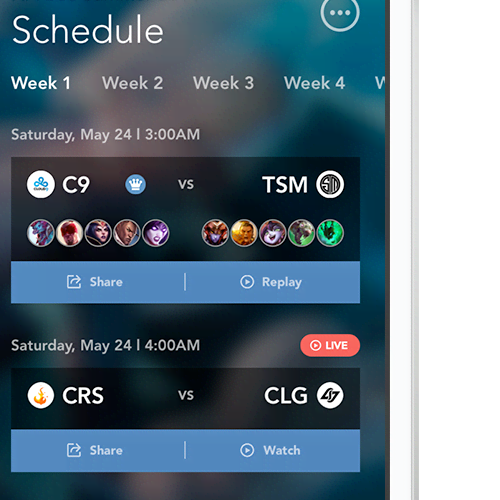 Schedule
Week 1 Week 2 Week 3 Week 4 W
Saturday, May 24 | 3:00AM
C9 VS TSM
Share | Replay
Saturday, May 24 | 4:00AM LIVE
CRS VS CLG
Share | Watch